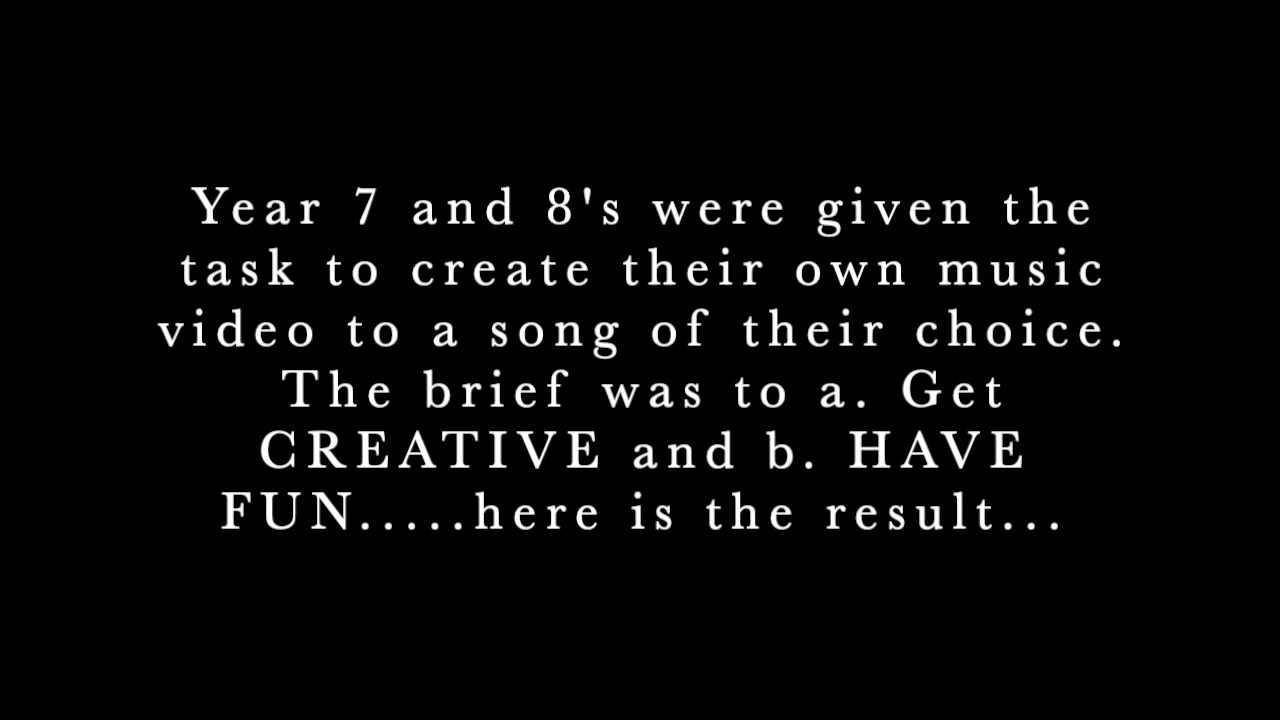 Year 7 and 8's were given the
task to create their own music
video to a song of their choice.
The brief was to a. Get
CREATIVE and b. HAVE
FUN.....here is the result...